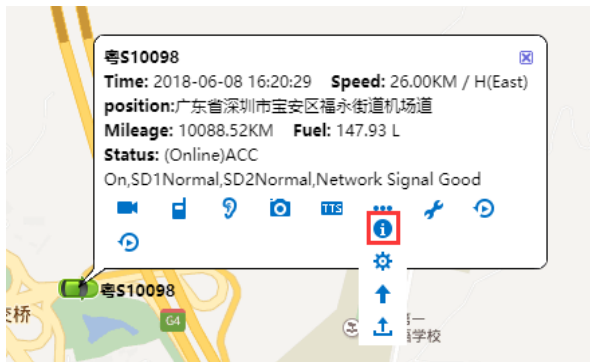 粤S10098
Time: 2018-06-08 16:20:29 Speed: 26.00KM / H(East)
position:广东省深圳市宝安区福永街道机场道
Mileage: 10088.52KM Fuel: 147.93 L
Status: (Online)ACC
On,SD1Normal,SD2Normal,Network Signal Good
TTS
粤S10098
G4
桥
学校